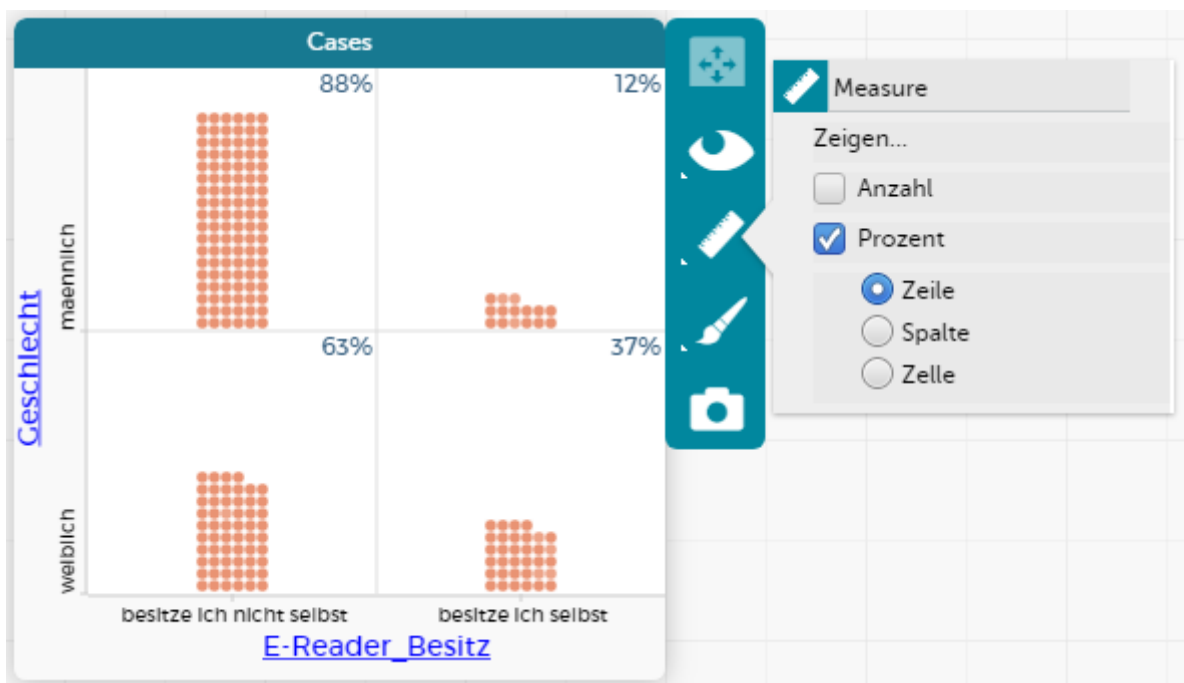 Cases
88%
12%
maennlich
63%
37%
weiblich
Geschlecht
besitze ich nicht selbst
besitze ich selbst
E-Reader_Besitz
Measure
Zeigen...
Anzahl
Prozent
Zeile
Spalte
Zelle